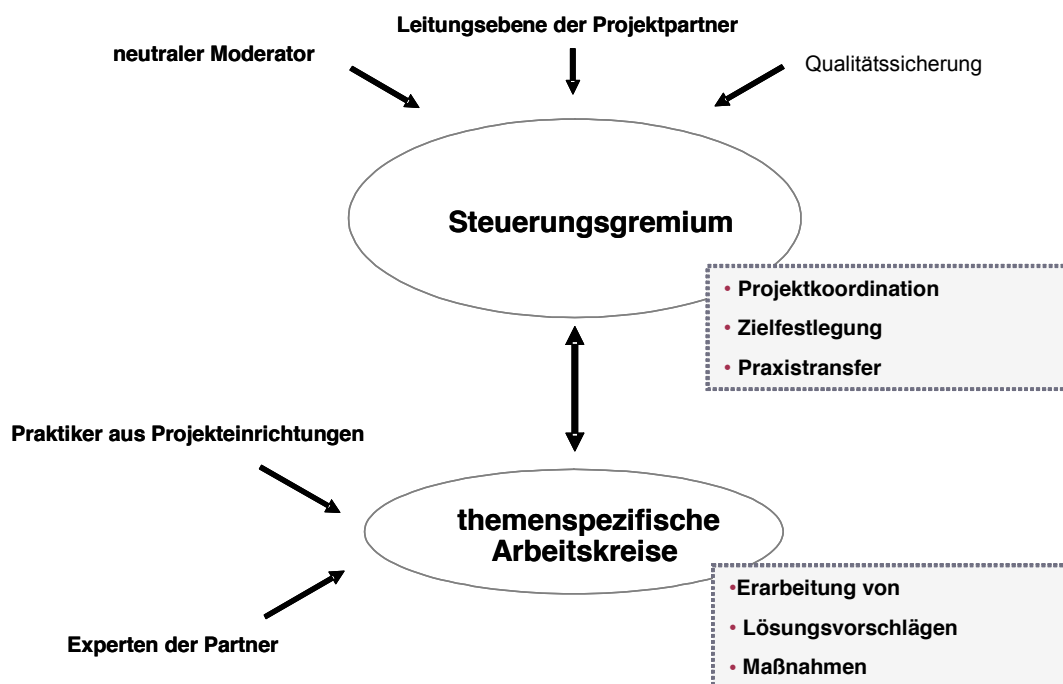 Leitungsebene der Projektpartner
neutraler Moderator
Qualitätssicherung
Steuerungsgremium
• Projektkoordination
• Zielfestlegung
• Praxistransfer
Praktiker aus Projekteinrichtungen
themenspezifische
Arbeitskreise
•Erarbeitung von
• Lösungsvorschlägen
• Maßnahmen
Experten der Partner